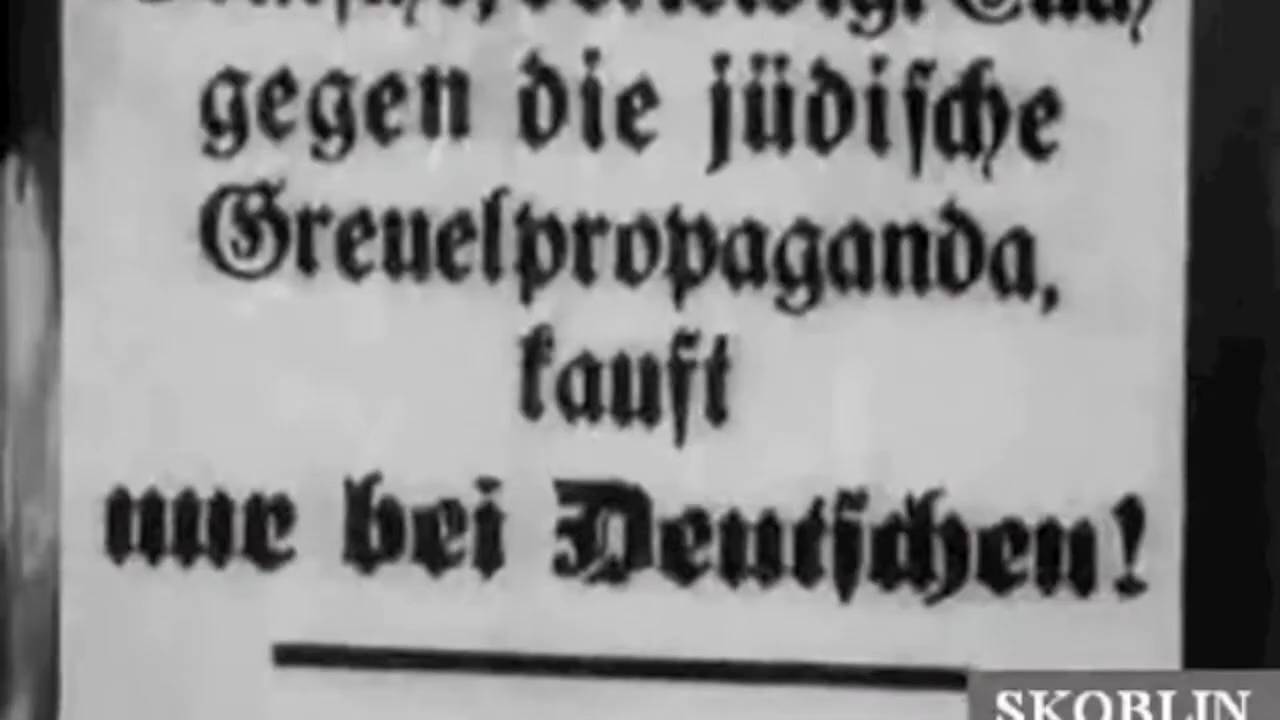 gegen die jüdische
Greuelpropaganda,
kauft
nur bei Deutschen!
SKOBLIN